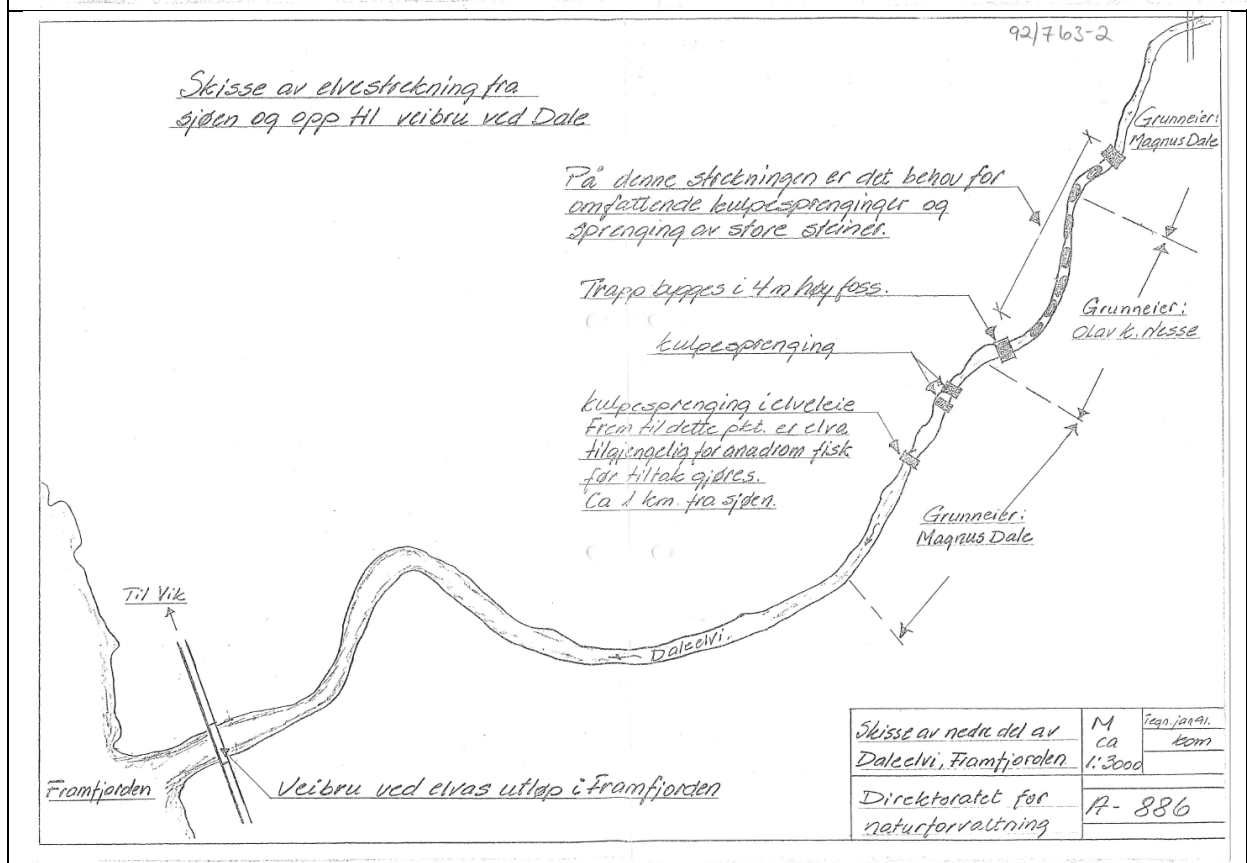 92/763-2
Skisse av elvestrekning fra
sjøen og opp til veibru ved Dale
Grunneier:
Magnus Dale
På denne strekningen er det behov for
omfattende kulpesprenginger og
sprenging av store steiner.
Trapp bygges i 4m høy foss.
Grunneier:
Olav K. Nesse
kulpesprenging
kulpesprenging i elveleie
Frem til dette pkt. er elva
tilgjengelig for anadrom fisk
før tiltak gjøres.
Ca 1 km. fra sjøen.
Grunneier:
Magnus Dale
Til Vik
Daleelvi.
Framfjorden
Veibru ved elvas utløp i Framfjorden
Skisse av nedre del av
Daleelvi, Framfjorden
M
ca
1:3000
Tegn. jan 91.
kom
Direktoratet for
naturforvaltning
A-886